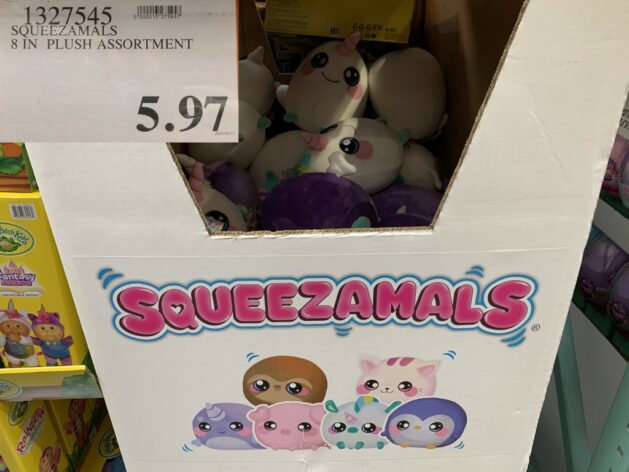 1327545
SQUEEZAMALS
8 IN PLUSH ASSORTMENT
5.97
SQUEEZAMALS
®